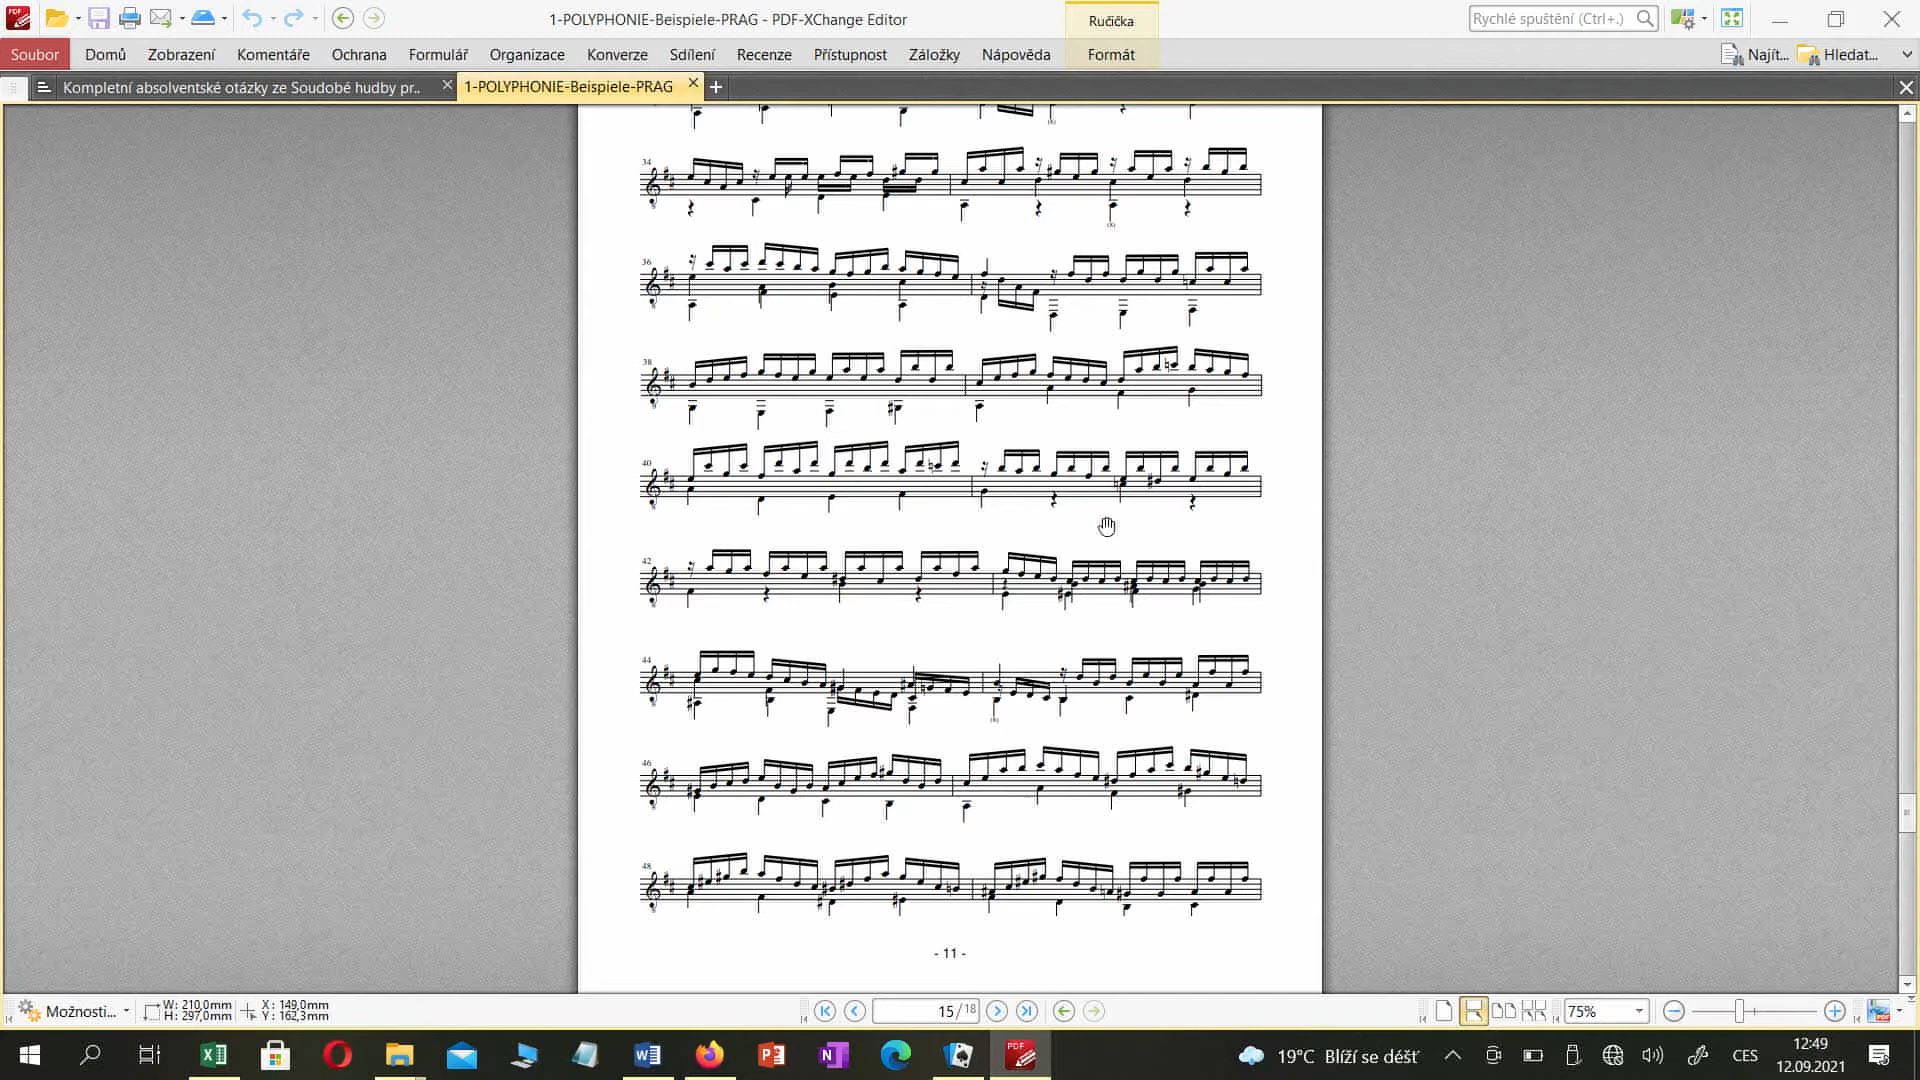 1-POLYPHONIE-Beispiele-PRAG - PDF-XChange Editor
Ručička
Rychlé spuštění (Ctrl+.)
Soubor Domů Zobrazení Komentáře Ochrana Formulář Organizace Konverze Sdílení Recenze Přístupnost Záložky Nápověda Formát
Najít... Hledat...
Kompletní absolventské otázky ze Soudobé hudby pr..
1-POLYPHONIE-Beispiele-PRAG
34
36
38
40
42
44
46
48
- 11 -
Možnosti...
W: 210,0mm
H: 297,0mm
X: 149,0mm
Y: 162,3mm
15 / 18
75%
19°C Blíží se déšť
CES
12:49
12.09.2021